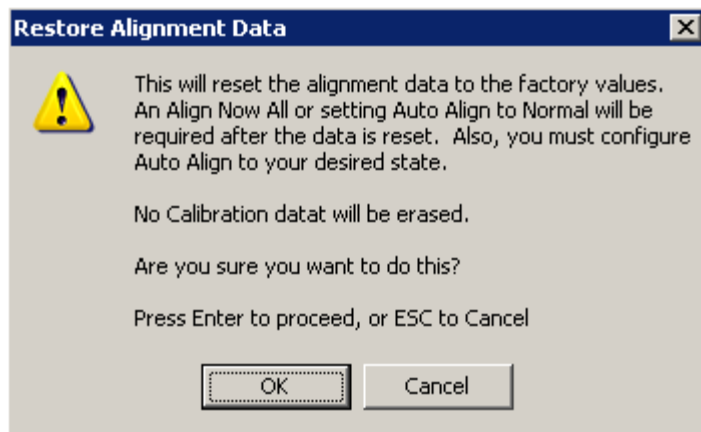 Restore Alignment Data
This will reset the alignment data to the factory values.
An Align Now All or setting Auto Align to Normal will be
required after the data is reset.  Also, you must configure
Auto Align to your desired state.
No Calibration datat will be erased.
Are you sure you want to do this?
Press Enter to proceed, or ESC to Cancel
OK
Cancel